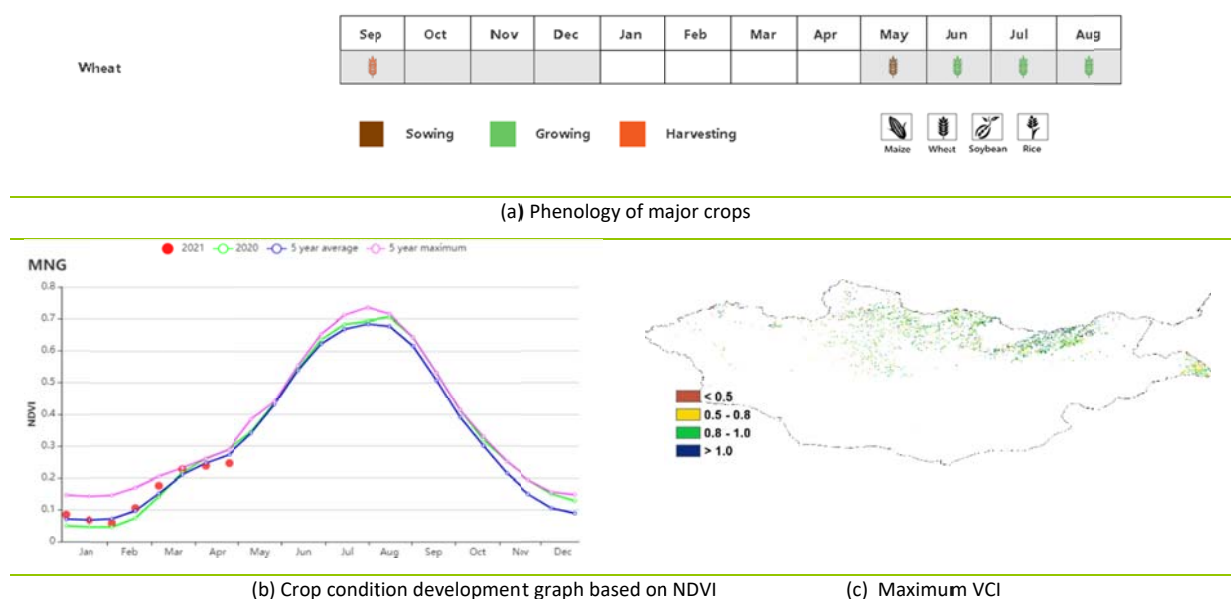 Sep Oct Nov Dec Jan Feb Mar Apr May Jun Jul Aug
Wheat
Sowing Growing Harvesting
Maize Wheat Soybean Rice
(a) Phenology of major crops
2021 2020 5 year average 5 year maximum
MNG
0.8
0.7
0.6
0.5
0.4
0.3
0.2
0.1
0
NDVI
Jan Feb Mar Apr May Jun Jul Aug Sep Oct Nov Dec
< 0.5
0.5 - 0.8
0.8 - 1.0
> 1.0
(b) Crop condition development graph based on NDVI (c) Maximum VCI